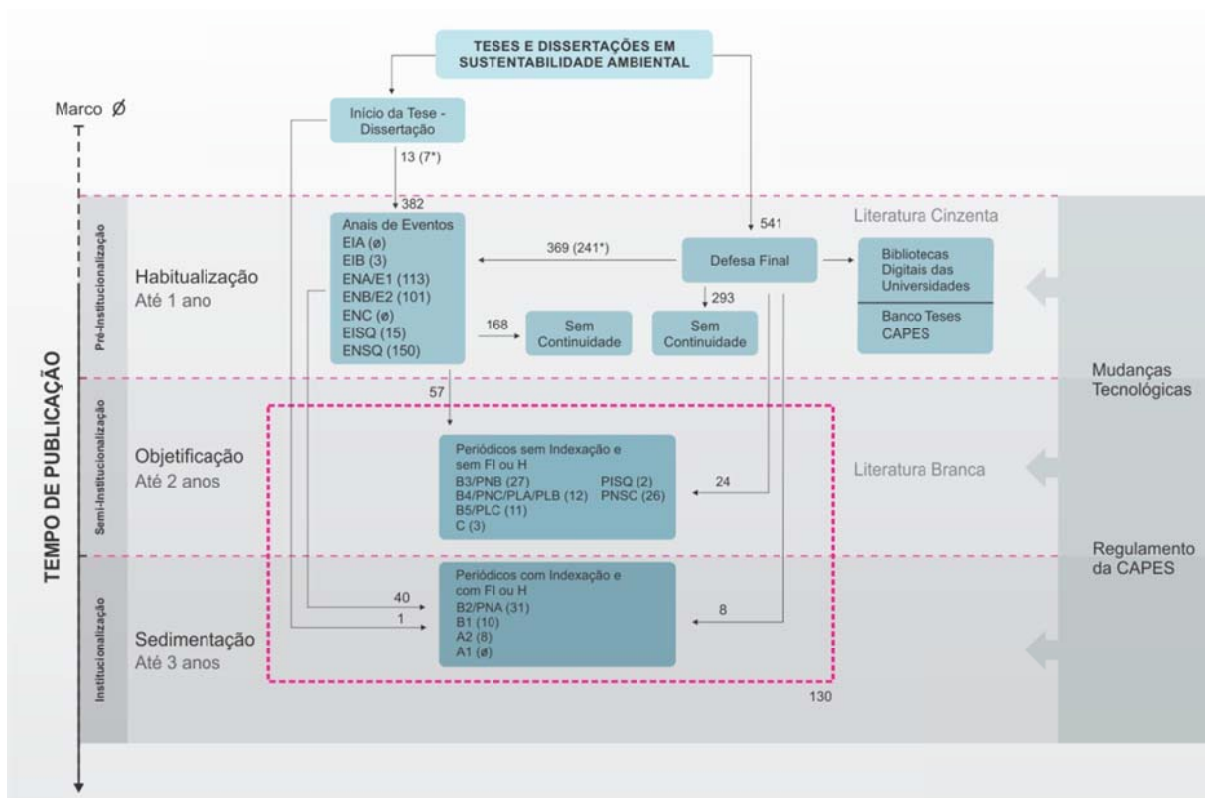 TESES E DISSERTAÇÕES EM
SUSTENTABILIDADE AMBIENTAL
Marco Ø
Início da Tese -
Dissertação
13 (7*)
382
541
Literatura Cinzenta
Pré-Institucionalização
Habitualização
Até 1 ano
Anais de Eventos
EIA (ø)
EIB (3)
ENA/E1 (113)
ENB/E2 (101)
ENC (ø)
EISQ (15)
ENSQ (150)
369 (241*)
Defesa Final
Bibliotecas
Digitais das
Universidades
Banco Teses
CAPES
168
Sem
Continuidade
293
Sem
Continuidade
Mudanças
Tecnológicas
57
TEMPO DE PUBLICAÇÃO
Semi-Institucionalização
Objetificação
Até 2 anos
Periódicos sem Indexação e
sem FI ou H
B3/PNB (27) PISQ (2)
B4/PNC/PLA/PLB (12) PNSC (26)
B5/PLC (11)
C (3)
24
Literatura Branca
Regulamento
da CAPES
Institucionalização
Sedimentação
Até 3 anos
40
1
Periódicos com Indexação e
com FI ou H
B2/PNA (31)
B1 (10)
A2 (8)
A1 (ø)
8
130